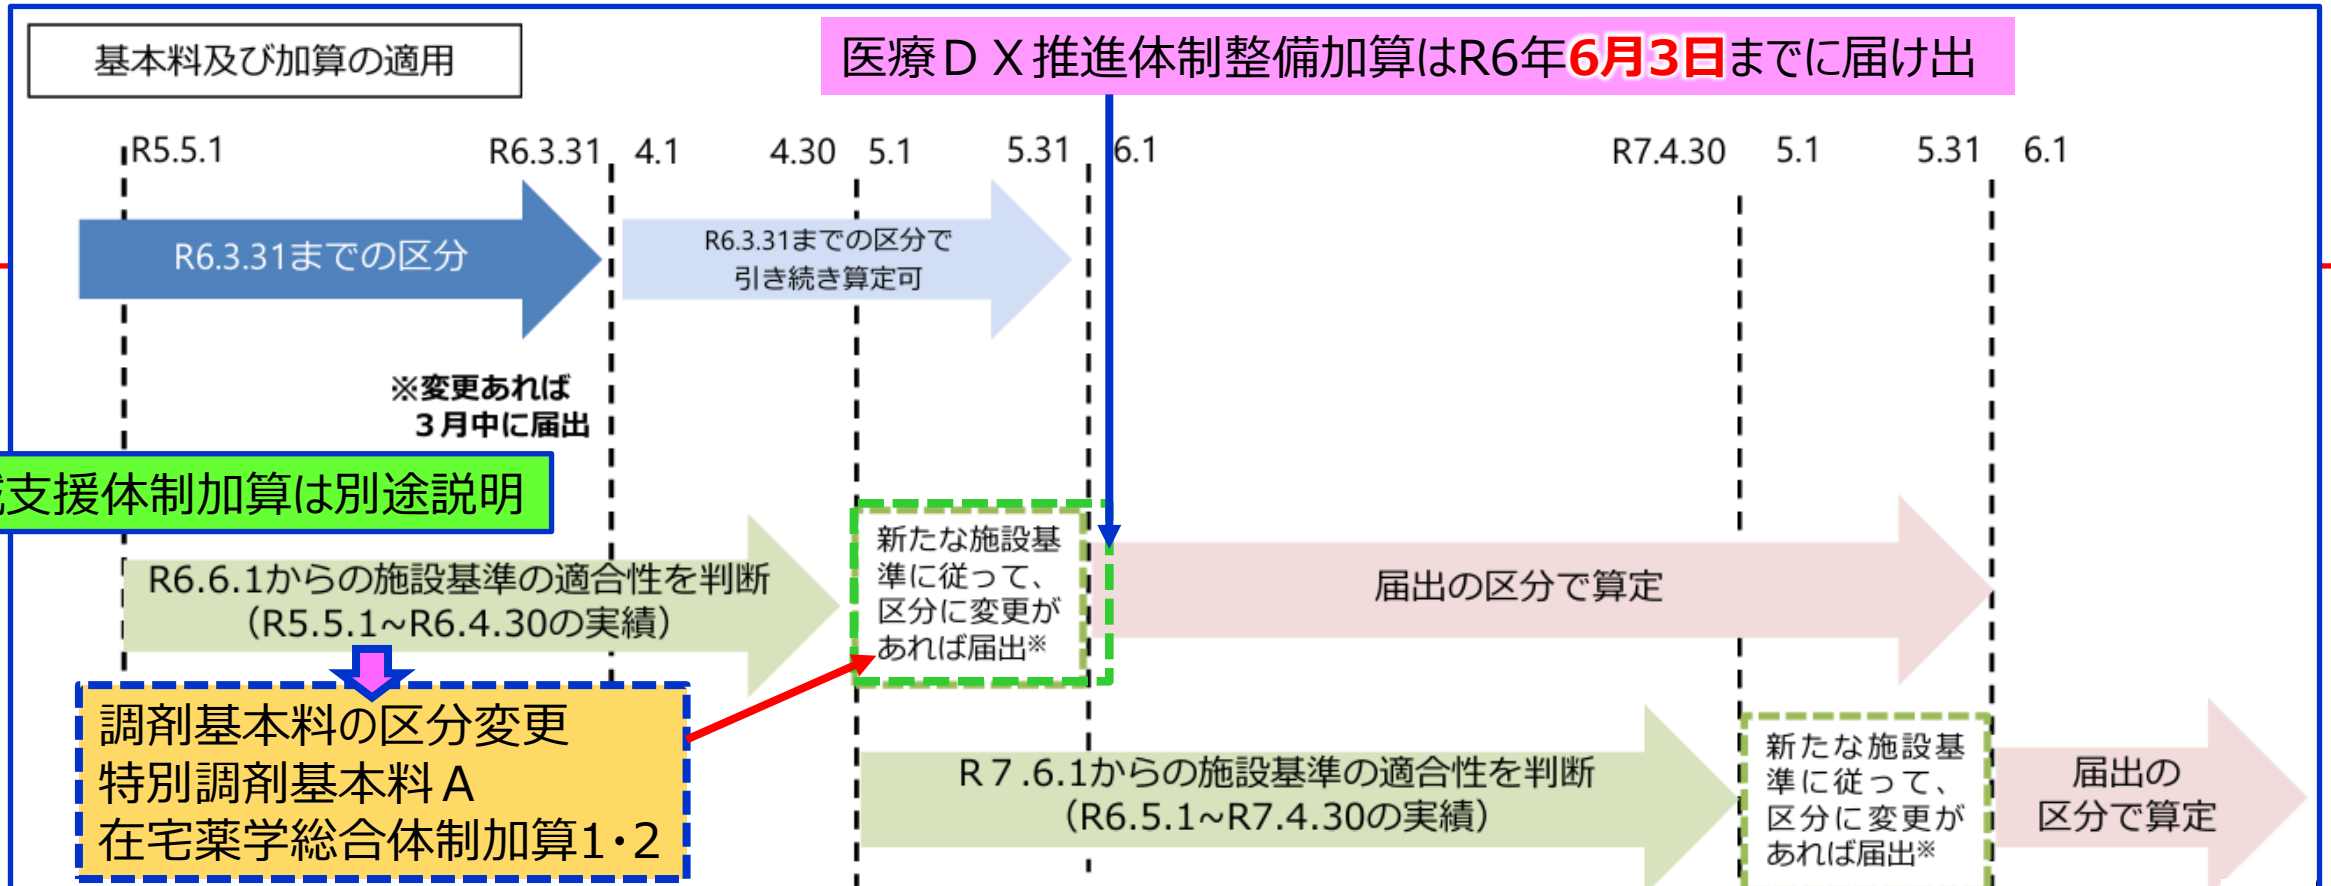 基本料及び加算の適用
医療ＤＸ推進体制整備加算はR6年6月3日までに届け出
R5.5.1
R6.3.31
4.1
4.30
5.1
5.31
6.1
R7.4.30
5.1
5.31
6.1
R6.3.31までの区分
R6.3.31までの区分で
引き続き算定可
※変更あれば
３月中に届出
支援体制加算は別途説明
R6.6.1からの施設基準の適合性を判断
（R5.5.1~R6.4.30の実績）
新たな施設基
準に従って、
区分に変更が
あれば届出※
届出の区分で算定
調剤基本料の区分変更
特別調剤基本料Ａ
在宅薬学総合体制加算1・2
Ｒ７.6.1からの施設基準の適合性を判断
（R6.5.1~R7.4.30の実績）
新たな施設基
準に従って、
区分に変更が
あれば届出※
届出の
区分で算定